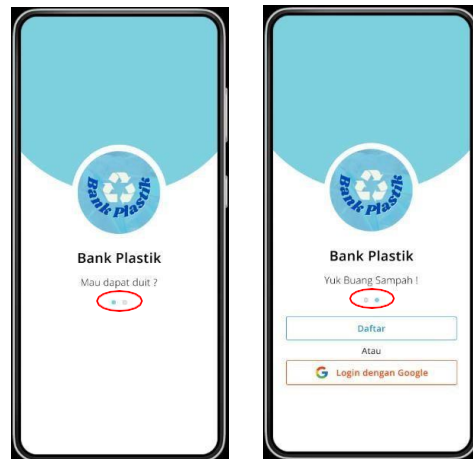 Bank Plastik
Bank Plastik
Mau dapat duit ?
Bank Plastik
Bank Plastik
Yuk Buang Sampah !
Daftar
Atau
Login dengan Google